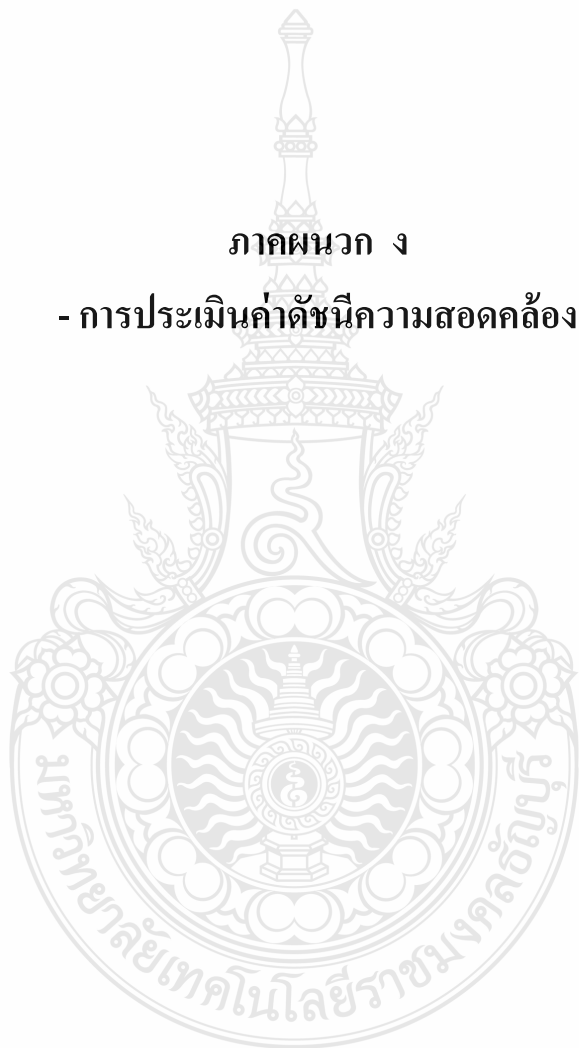 ภาคผนวก ง
- การประเมินค่าดัชนีความสอดคล้อง
มหาวิทยาลัยเทคโนโลยีราชมงคลธัญบุรี